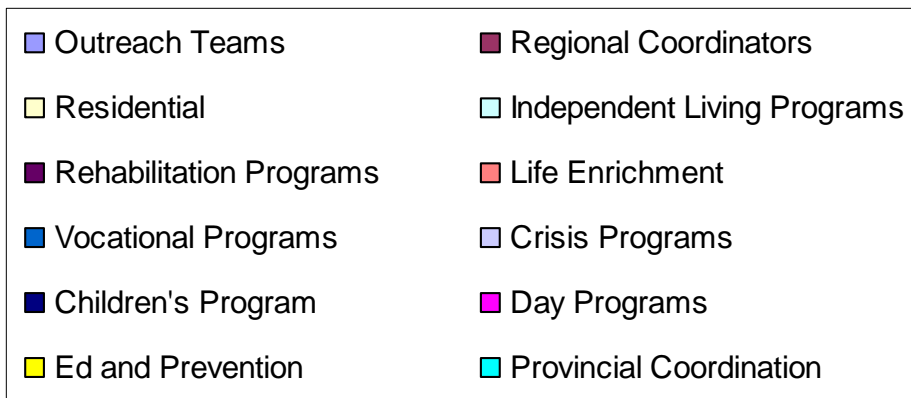 Outreach Teams
Regional Coordinators
Residential
Independent Living Programs
Rehabilitation Programs
Life Enrichment
Vocational Programs
Crisis Programs
Children's Program
Day Programs
Ed and Prevention
Provincial Coordination